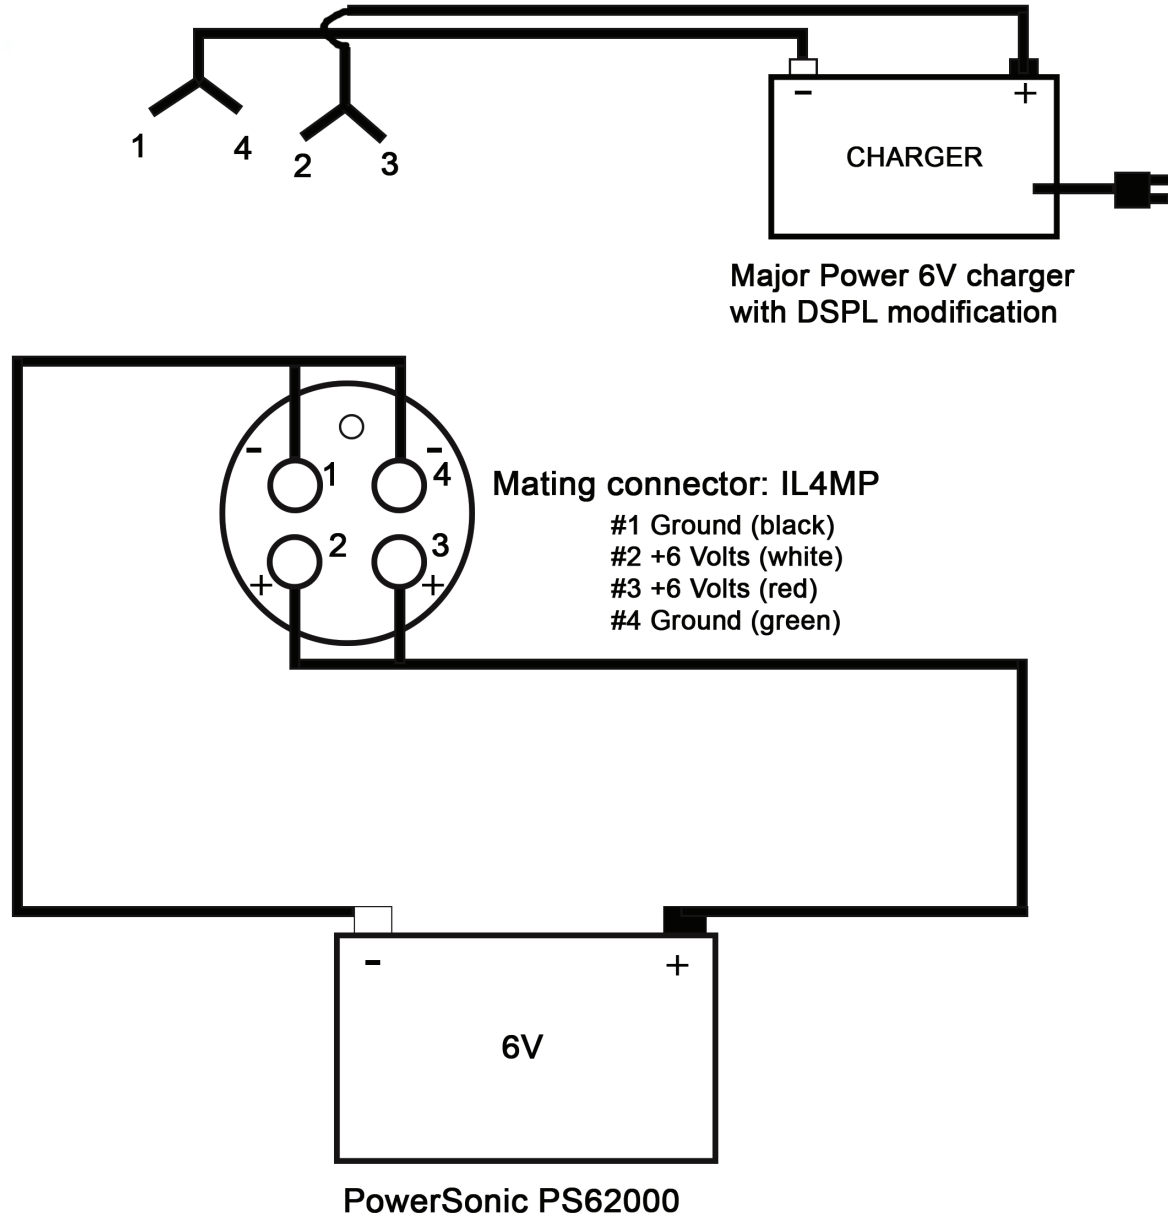 1
4
2
3
-
+
CHARGER
Major Power 6V charger
with DSPL modification
-
-
1
4
2
3
+
+
Mating connector: IL4MP
#1 Ground (black)
#2 +6 Volts (white)
#3 +6 Volts (red)
#4 Ground (green)
-
+
6V
PowerSonic PS62000